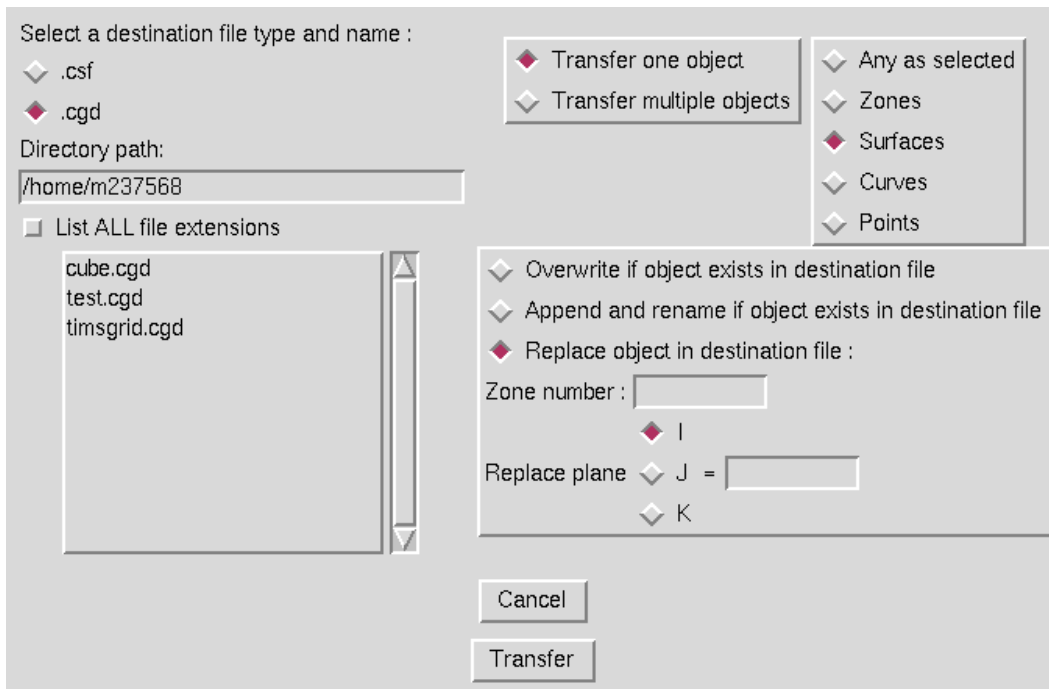 Select a destination file type and name :
.csf
.cgd
Directory path:
/home/m237568
List ALL file extensions
cube.cgd
test.cgd
timsgrid.cgd
Transfer one object
Transfer multiple objects
Any as selected
Zones
Surfaces
Curves
Points
Overwrite if object exists in destination file
Append and rename if object exists in destination file
Replace object in destination file :
Zone number :
I
Replace plane J =
K
Cancel
Transfer